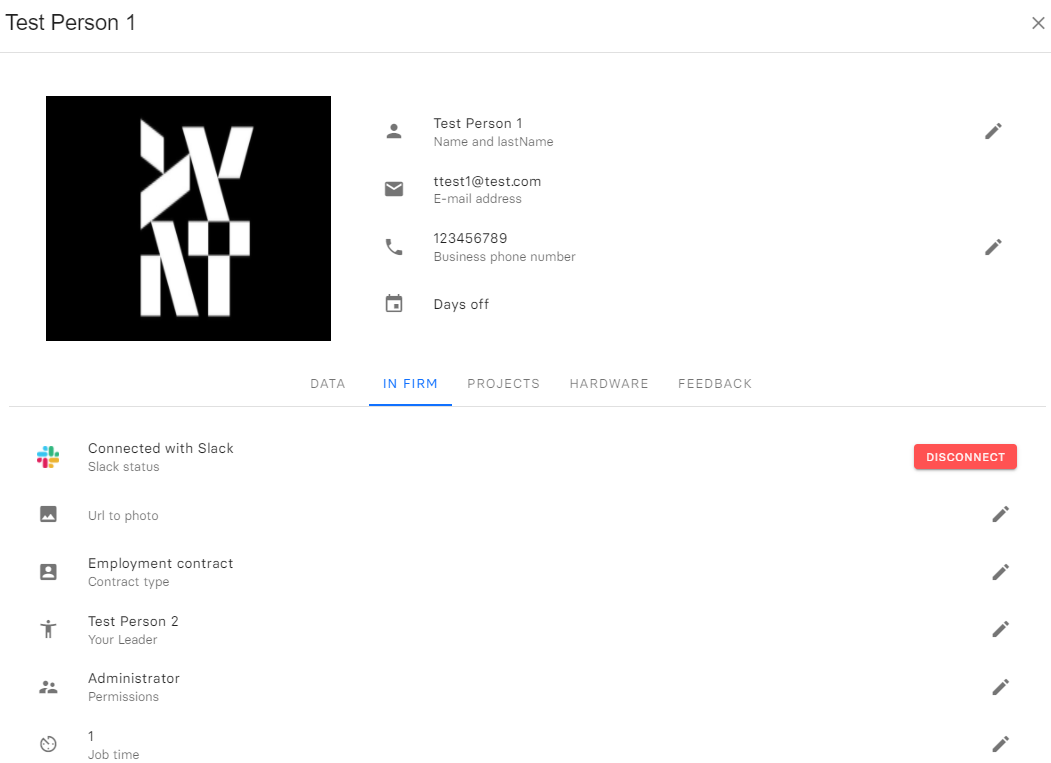 Test Person 1
Test Person 1
Name and lastName
ttest1@test.com
E-mail address
123456789
Business phone number
Days off
DATA IN FIRM PROJECTS HARDWARE FEEDBACK
Connected with Slack
Slack status
DISCONNECT
Url to photo
Employment contract
Contract type
Test Person 2
Your Leader
Administrator
Permissions
1
Job time